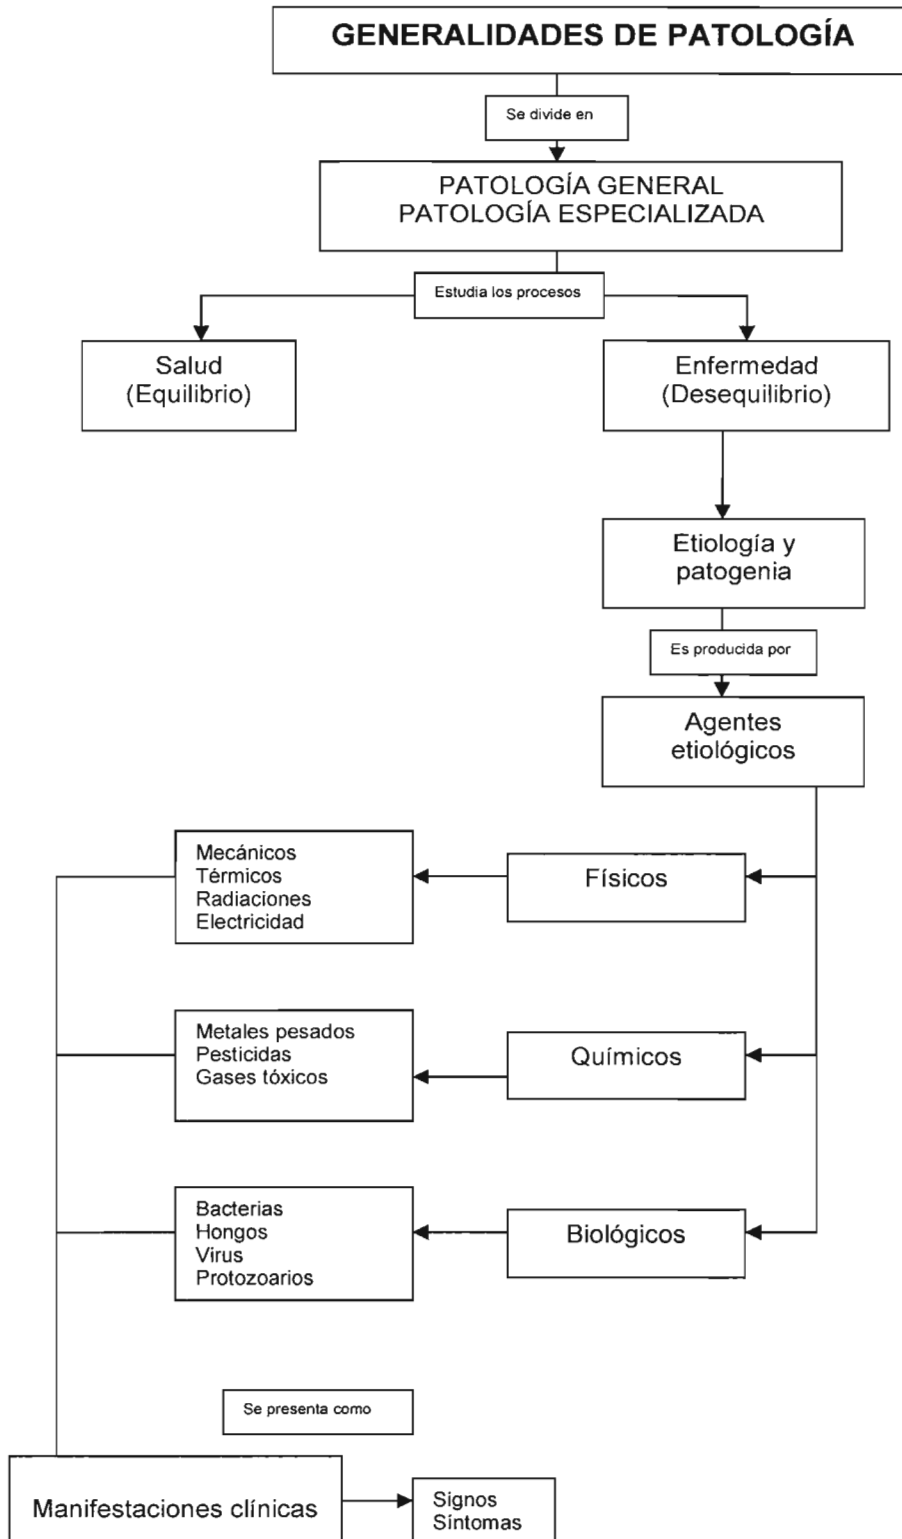 GENERALIDADES DE PATOLOGÍA
Se divide en
PATOLOGÍA GENERAL
PATOLOGÍA ESPECIALIZADA
Estudia los procesos
Salud
(Equilibrio)
Enfermedad
(Desequilibrio)
Etiología y
patogenia
Es producida por
Agentes
etiológicos
Mecánicos
Térmicos
Radiaciones
Electricidad
Físicos
Metales pesados
Pesticidas
Gases tóxicos
Químicos
Bacterias
Hongos
Virus
Protozoarios
Biológicos
Se presenta como
Manifestaciones clínicas
Signos
Síntomas